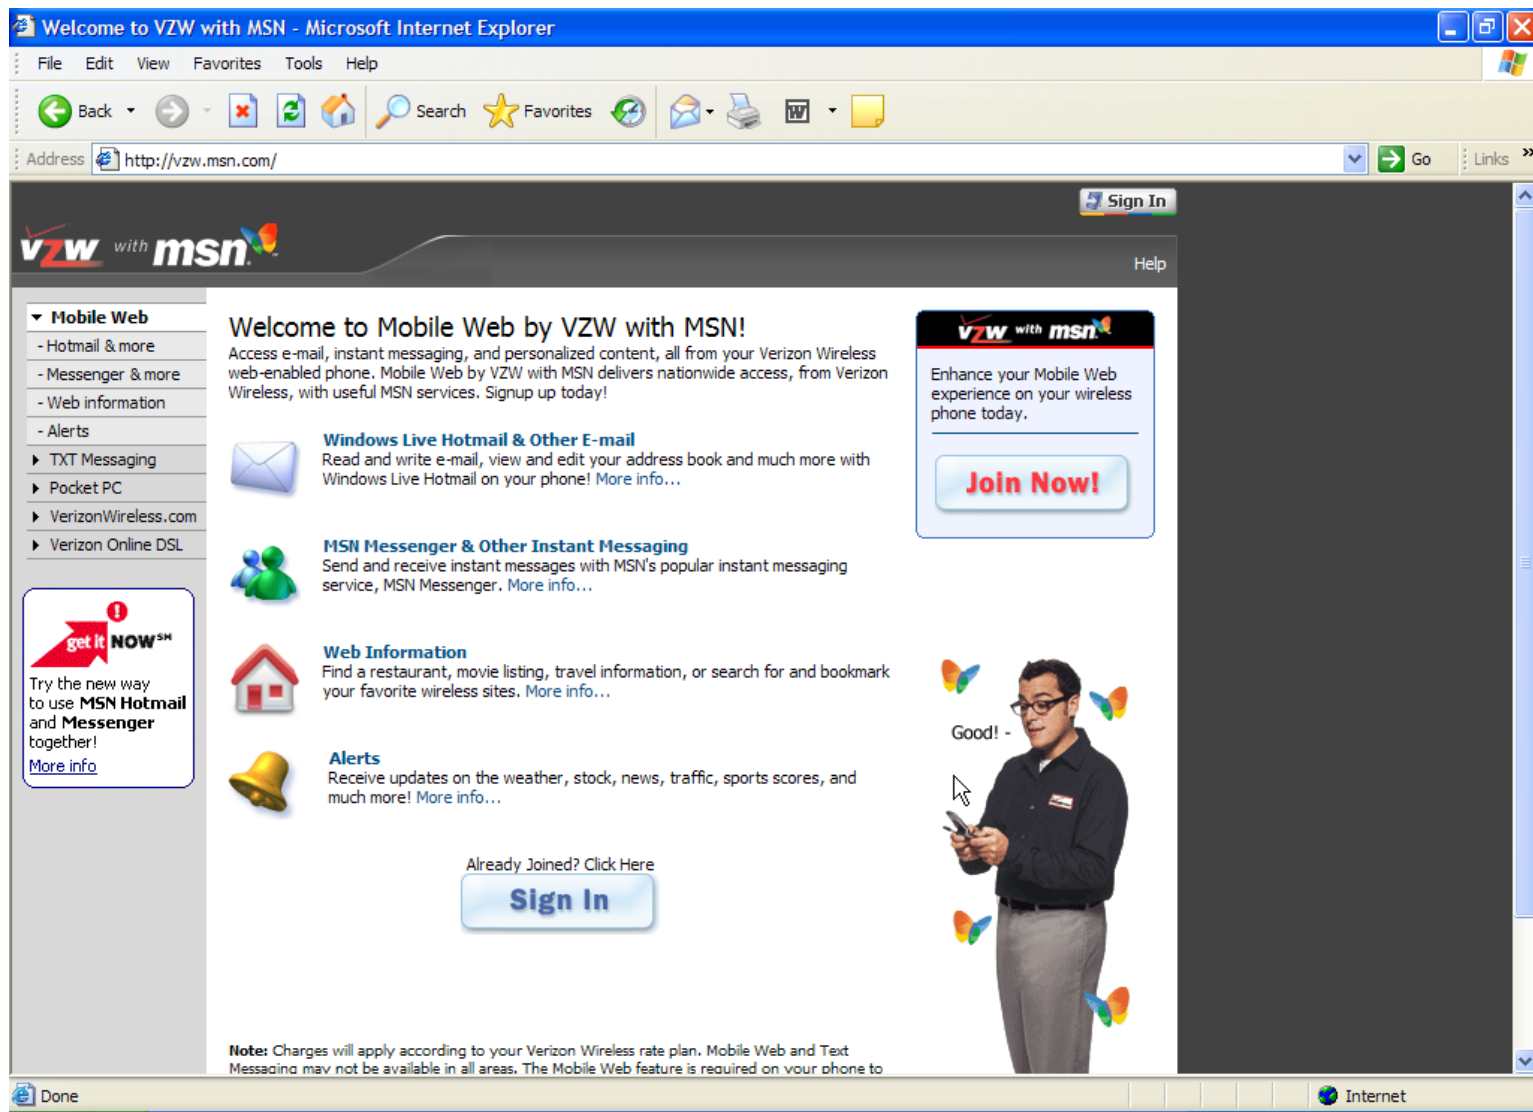 Welcome to VZW with MSN - Microsoft Internet Explorer
File Edit View Favorites Tools Help
Back Search Favorites
Address http://vzw.msn.com/ Go Links »
Sign In
vzw with msn.
Help
Mobile Web
- Hotmail & more
- Messenger & more
- Web information
- Alerts
TXT Messaging
Pocket PC
VerizonWireless.com
Verizon Online DSL
get it NOW SM
Try the new way
to use MSN Hotmail
and Messenger
together!
More info
Welcome to Mobile Web by VZW with MSN!
Access e-mail, instant messaging, and personalized content, all from your Verizon Wireless
web-enabled phone. Mobile Web by VZW with MSN delivers nationwide access, from Verizon
Wireless, with useful MSN services. Signup up today!
Windows Live Hotmail & Other E-mail
Read and write e-mail, view and edit your address book and much more with
Windows Live Hotmail on your phone! More info...
MSN Messenger & Other Instant Messaging
Send and receive instant messages with MSN's popular instant messaging
service, MSN Messenger. More info...
Web Information
Find a restaurant, movie listing, travel information, or search for and bookmark
your favorite wireless sites. More info...
Alerts
Receive updates on the weather, stock, news, traffic, sports scores, and
much more! More info...
Already Joined? Click Here
Sign In
Note: Charges will apply according to your Verizon Wireless rate plan. Mobile Web and Text
Messaging may not be available in all areas. The Mobile Web feature is required on your phone to
vzw with msn
Enhance your Mobile Web
experience on your wireless
phone today.
Join Now!
Good! -
Done Internet